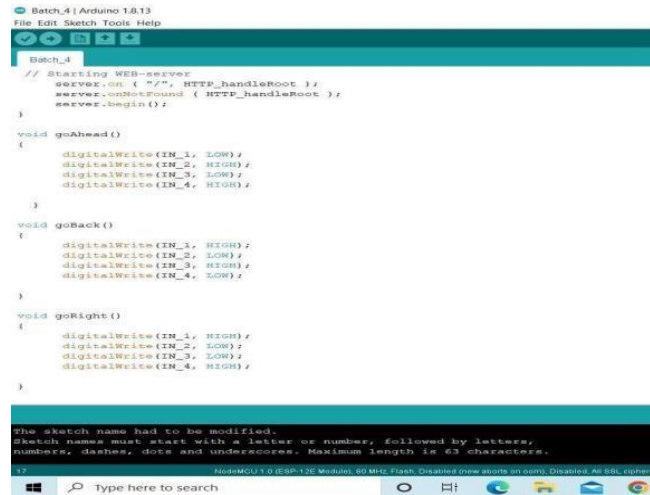 Batch_4 | Arduino 1.8.13
File Edit Sketch Tools Help
Batch_4
// Starting WEB-server
server.on ( "/", HTTP_handleRoot );
server.onNotFound ( HTTP_handleRoot );
server.begin();
}
void goAhead()
{
digitalWrite(IN_1, LOW);
digitalWrite(IN_2, HIGH);
digitalWrite(IN_3, LOW);
digitalWrite(IN_4, HIGH);
}
void goBack()
{
digitalWrite(IN_1, HIGH);
digitalWrite(IN_2, LOW);
digitalWrite(IN_3, HIGH);
digitalWrite(IN_4, LOW);
}
void goRight()
{
digitalWrite(IN_1, HIGH);
digitalWrite(IN_2, LOW);
digitalWrite(IN_3, LOW);
digitalWrite(IN_4, HIGH);
}
The sketch name had to be modified.
Sketch names must start with a letter or number, followed by letters,
numbers, dashes, dots and underscores. Maximum length is 63 characters.
17 NodeMCU 1.0 (ESP-12E Module), 80 MHz, Flash, Disabled (new aborts on oom), Disabled, All SSL cipher
Type here to search